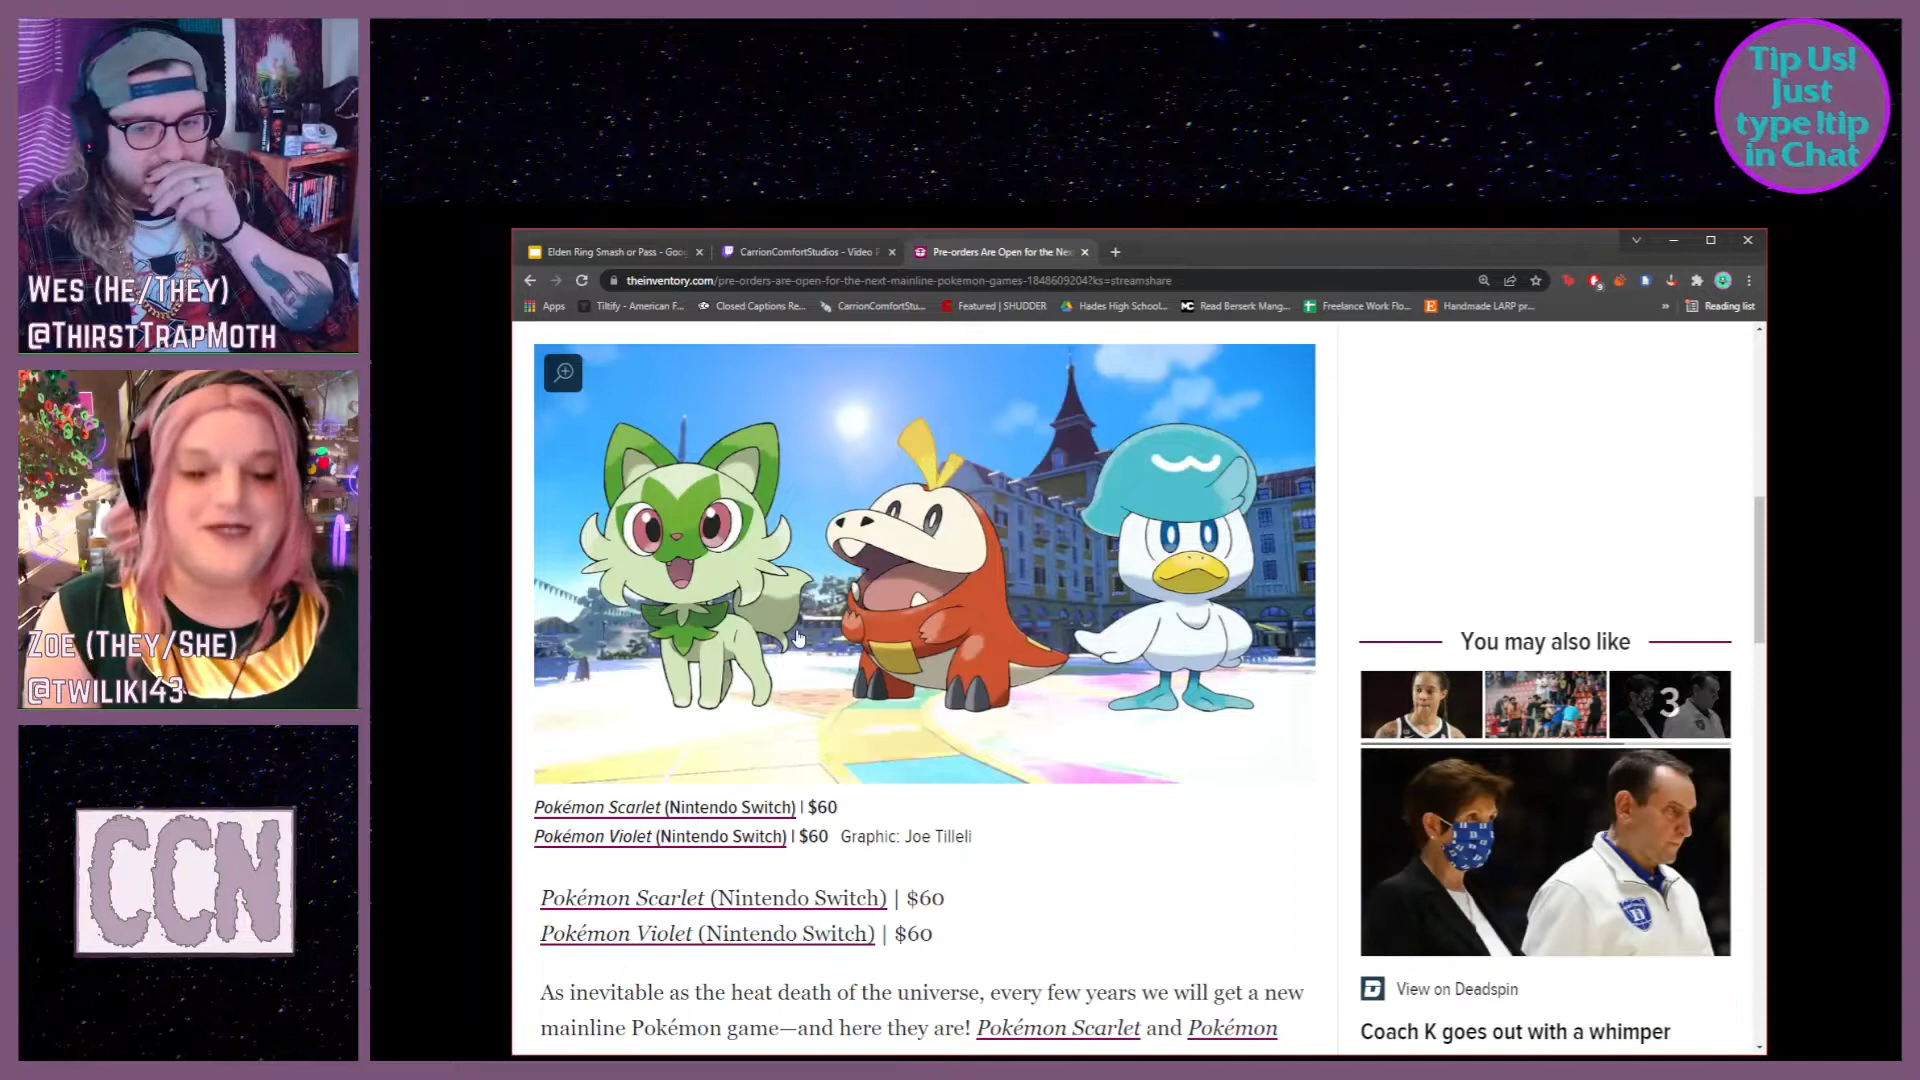 Wes (He/They)
@ThirstTrapMoth
Zoe (They/She)
@twiliki43
CCN
Tip Us!
Just
type !tip
in Chat
Elden Ring Smash or Pass - Goo
CarrionComfortStudios - Video P
Pre-orders Are Open for the Nex
theinventory.com/pre-orders-are-open-for-the-next-mainline-pokemon-games-1848609204?ks=streamshare
Apps
Tiltify - American F...
Closed Captions Re...
CarrionComfortStu...
Featured | SHUDDER
Hades High School...
Read Berserk Mang...
Freelance Work Flo...
Handmade LARP pr...
»
Reading list
Pokémon Scarlet (Nintendo Switch) | $60
Pokémon Violet (Nintendo Switch) | $60 Graphic: Joe Tilleli
Pokémon Scarlet (Nintendo Switch) | $60
Pokémon Violet (Nintendo Switch) | $60
As inevitable as the heat death of the universe, every few years we will get a new
mainline Pokémon game—and here they are! Pokémon Scarlet and Pokémon
You may also like
3
View on Deadspin
Coach K goes out with a whimper